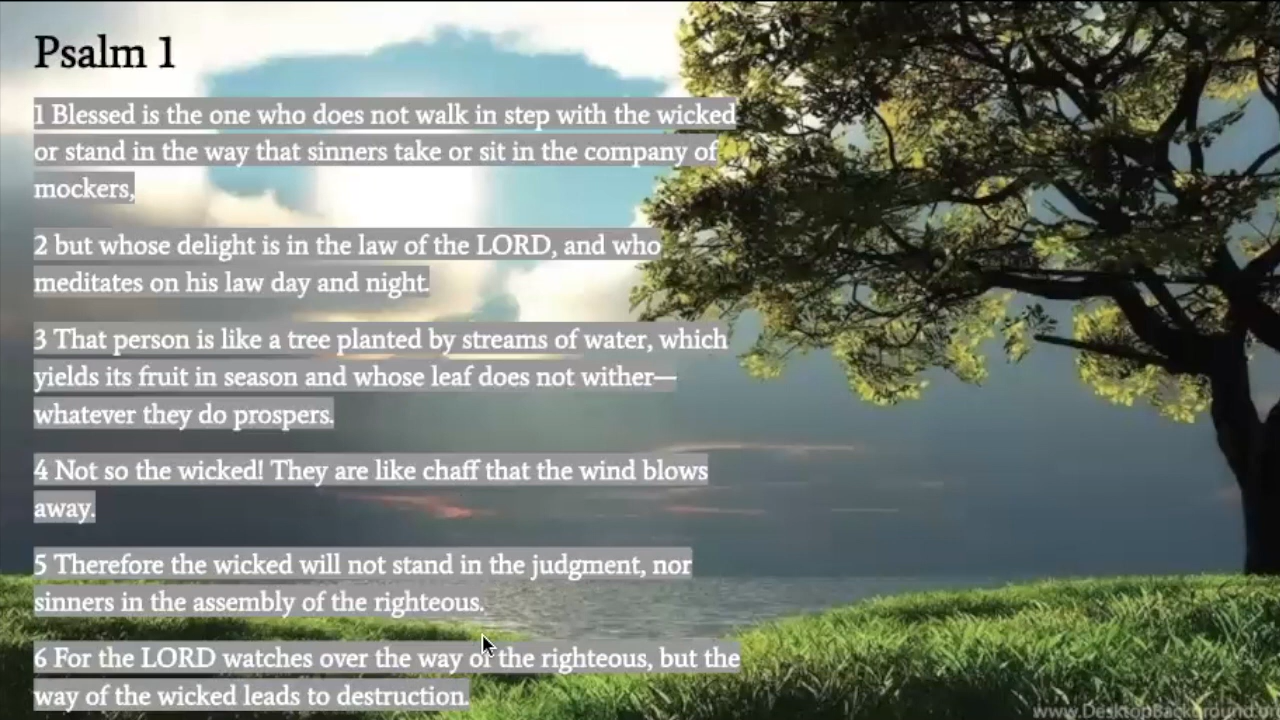 Psalm 1
1 Blessed is the one who does not walk in step with the wicked
or stand in the way that sinners take or sit in the company of
mockers,
2 but whose delight is in the law of the LORD, and who
meditates on his law day and night.
3 That person is like a tree planted by streams of water, which
yields its fruit in season and whose leaf does not wither—
whatever they do prospers.
4 Not so the wicked! They are like chaff that the wind blows
away.
5 Therefore the wicked will not stand in the judgment, nor
sinners in the assembly of the righteous.
6 For the LORD watches over the way of the righteous, but the
way of the wicked leads to destruction.
www.DesktopBackground.org